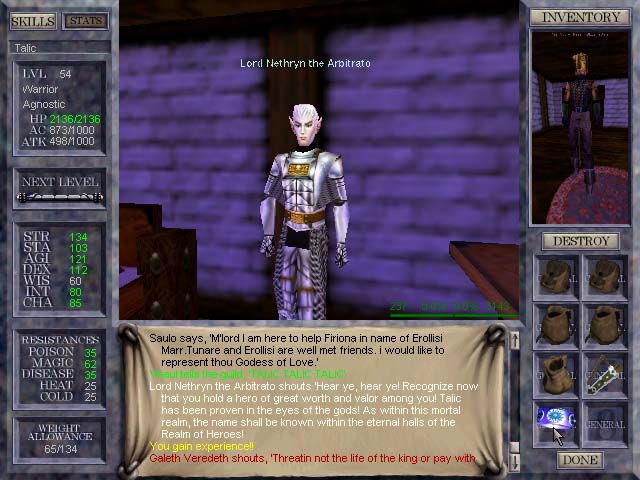 SKILLS
STATS
Talic
LVL 54
Warrior
Agnostic
HP 2136/2136
AC 873/1000
ATK 498/1000
NEXT LEVEL
STR 134
STA 103
AGI 121
DEX 112
WIS 60
INT 80
CHA 85
RESISTANCES
POISON 35
MAGIC 62
DISEASE 35
HEAT 25
COLD 25
WEIGHT
ALLOWANCE
65/134
Lord Nethryn the Arbitrato
Saulo says, 'M'lord I am here to help Firiona in name of Erollisi
Marr.Tunare and Erollisi are well met friends. i would like to
represent thou Godess of Love.'
tells the guild, 'TALIC TALIC TALIC'
Lord Nethryn the Arbitrato shouts 'Hear ye, hear ye! Recognize now
that you hold a hero of great worth and valor among you! Talic
has been proven in the eyes of the gods! As within this mortal
realm, the name shall be known within the eternal halls of the
Realm of Heroes!
You gain experience!!
Galeth Veredeth shouts, 'Threatin not the life of the king or pay with
INVENTORY
DESTROY
GENERAL
DONE